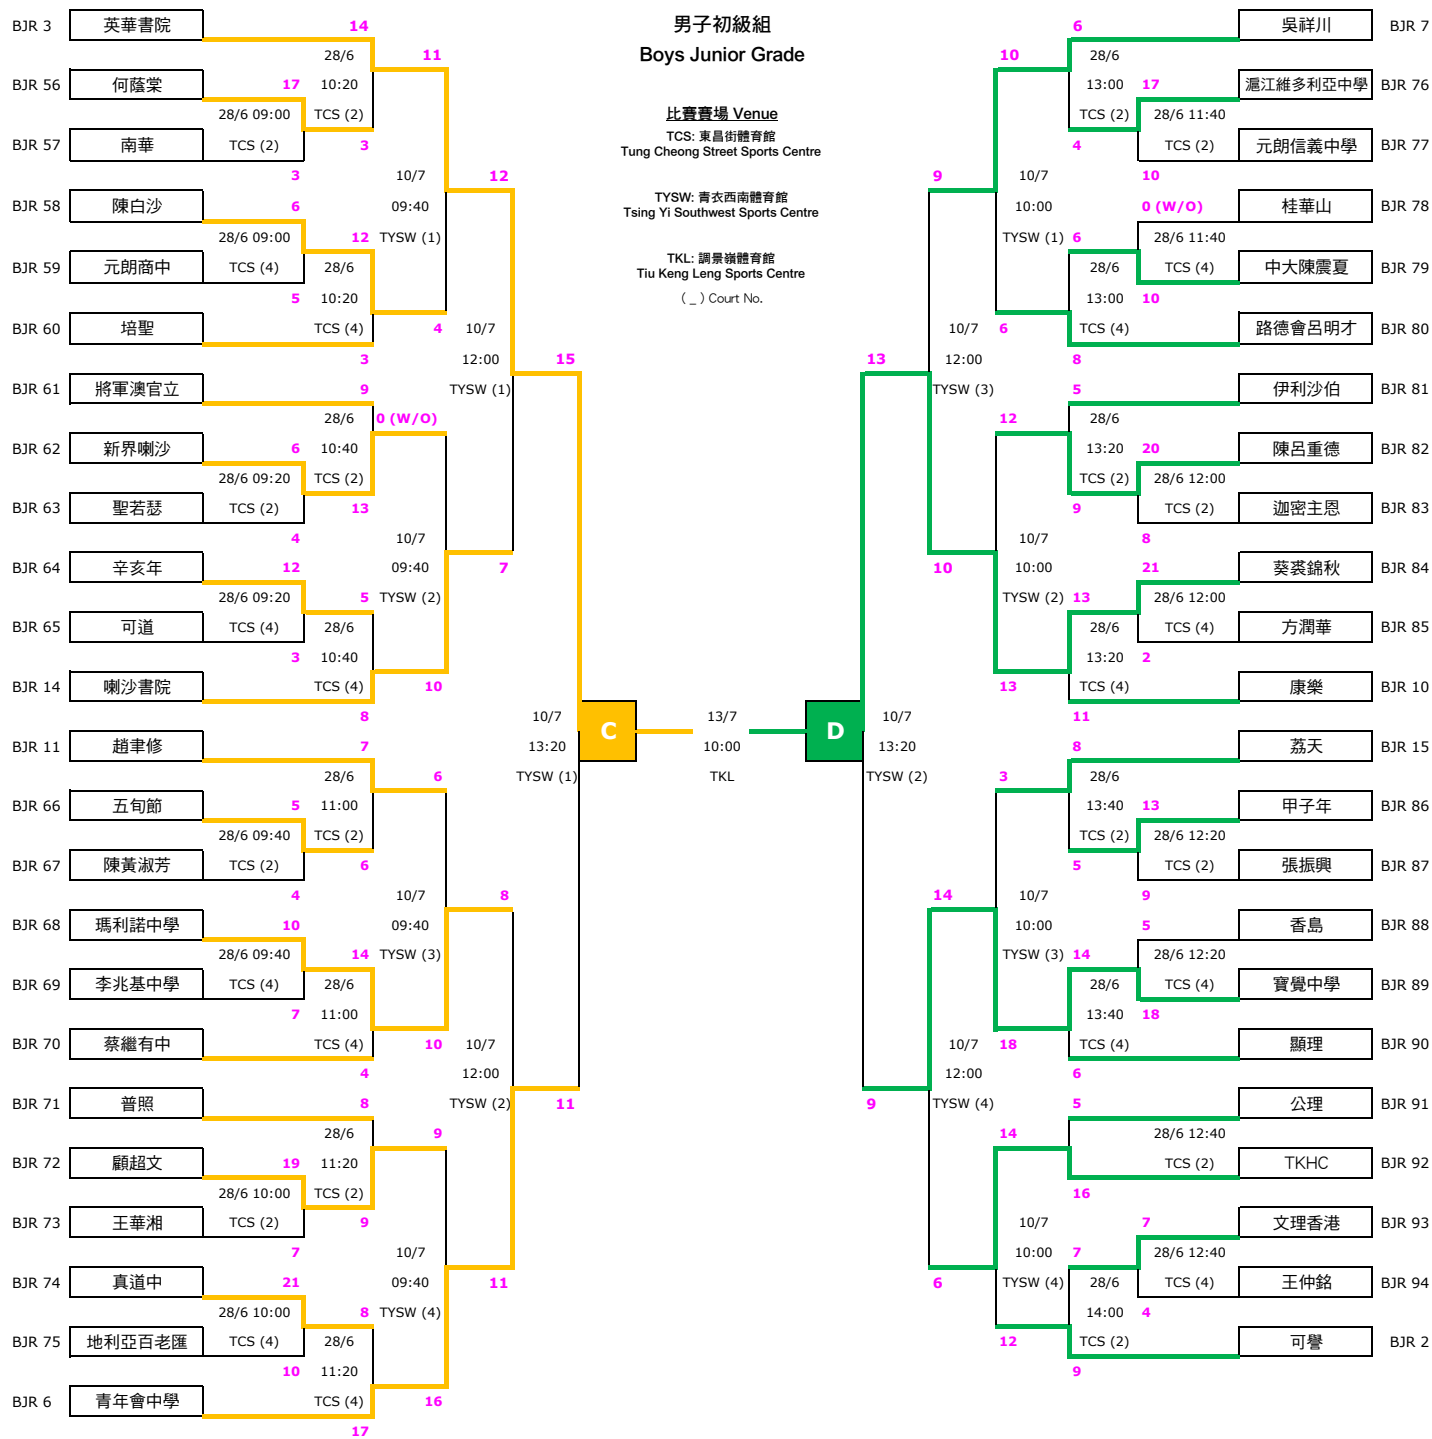 男子初級組
Boys Junior Grade
比賽賽場 Venue
TCS: 東昌街體育館
Tung Cheong Street Sports Centre
TYSW: 青衣西南體育館
Tsing Yi Southwest Sports Centre
TKL: 調景嶺體育館
Tiu Keng Leng Sports Centre
( _ ) Court No.
BJR 3 英華書院 14
28/6
10:20
TCS (2)
11
BJR 56 何蔭棠 17
28/6 09:00
TCS (2)
3
BJR 57 南華
3
10/7
09:40
TYSW (1)
12
BJR 58 陳白沙 6
28/6 09:00
TCS (4)
12
BJR 59 元朗商中
5
28/6
10:20
TCS (4)
4
BJR 60 培聖
3
10/7
12:00
TYSW (1)
15
BJR 61 將軍澳官立 9
28/6
10:40
TCS (2)
0 (W/O)
BJR 62 新界喇沙 6
28/6 09:20
TCS (2)
13
BJR 63 聖若瑟
4
10/7
09:40
TYSW (2)
7
BJR 64 辛亥年 12
28/6 09:20
TCS (4)
5
BJR 65 可道
3
28/6
10:40
TCS (4)
10
BJR 14 喇沙書院
8
10/7
13:20
TYSW (1)
C
BJR 11 趙聿修 7
28/6
11:00
TCS (2)
6
BJR 66 五旬節 5
28/6 09:40
TCS (2)
6
BJR 67 陳黃淑芳
4
10/7
09:40
TYSW (3)
8
BJR 68 瑪利諾中學 10
28/6 09:40
TCS (4)
14
BJR 69 李兆基中學
7
28/6
11:00
TCS (4)
10
BJR 70 蔡繼有中
4
10/7
12:00
TYSW (2)
11
BJR 71 普照 8
28/6
11:20
TCS (2)
9
BJR 72 顧超文 19
28/6 10:00
TCS (2)
9
BJR 73 王華湘
7
10/7
09:40
TYSW (4)
11
BJR 74 真道中 21
28/6 10:00
TCS (4)
8
BJR 75 地利亞百老匯
10
28/6
11:20
TCS (4)
16
BJR 6 青年會中學
17
13/7
10:00
TKL
6 吳祥川 BJR 7
28/6
13:00
TCS (2)
10
17 滬江維多利亞中學 BJR 76
28/6 11:40
TCS (2)
4
元朗信義中學 BJR 77
10
10/7
10:00
TYSW (1)
9
0 (W/O) 桂華山 BJR 78
28/6 11:40
TCS (4)
6
中大陳震夏 BJR 79
10
28/6
13:00
TCS (4)
6
路德會呂明才 BJR 80
8
10/7
12:00
TYSW (3)
13
5 伊利沙伯 BJR 81
28/6
13:20
TCS (2)
12
20 陳呂重德 BJR 82
28/6 12:00
TCS (2)
9
迦密主恩 BJR 83
8
10/7
10:00
TYSW (2)
10
21 葵裘錦秋 BJR 84
28/6 12:00
TCS (4)
13
方潤華 BJR 85
2
28/6
13:20
TCS (4)
13
康樂 BJR 10
11
10/7
13:20
TYSW (2)
D
8 荔天 BJR 15
28/6
13:40
TCS (2)
3
13 甲子年 BJR 86
28/6 12:20
TCS (2)
5
張振興 BJR 87
9
10/7
10:00
TYSW (3)
14
5 香島 BJR 88
28/6 12:20
TCS (4)
14
寶覺中學 BJR 89
18
28/6
13:40
TCS (4)
18
顯理 BJR 90
6
10/7
12:00
TYSW (4)
9
5 公理 BJR 91
28/6 12:40
TCS (2)
14
TKHC BJR 92
16
10/7
10:00
TYSW (4)
6
7 文理香港 BJR 93
28/6 12:40
TCS (4)
7
王仲銘 BJR 94
4
28/6
14:00
TCS (2)
12
可譽 BJR 2
9